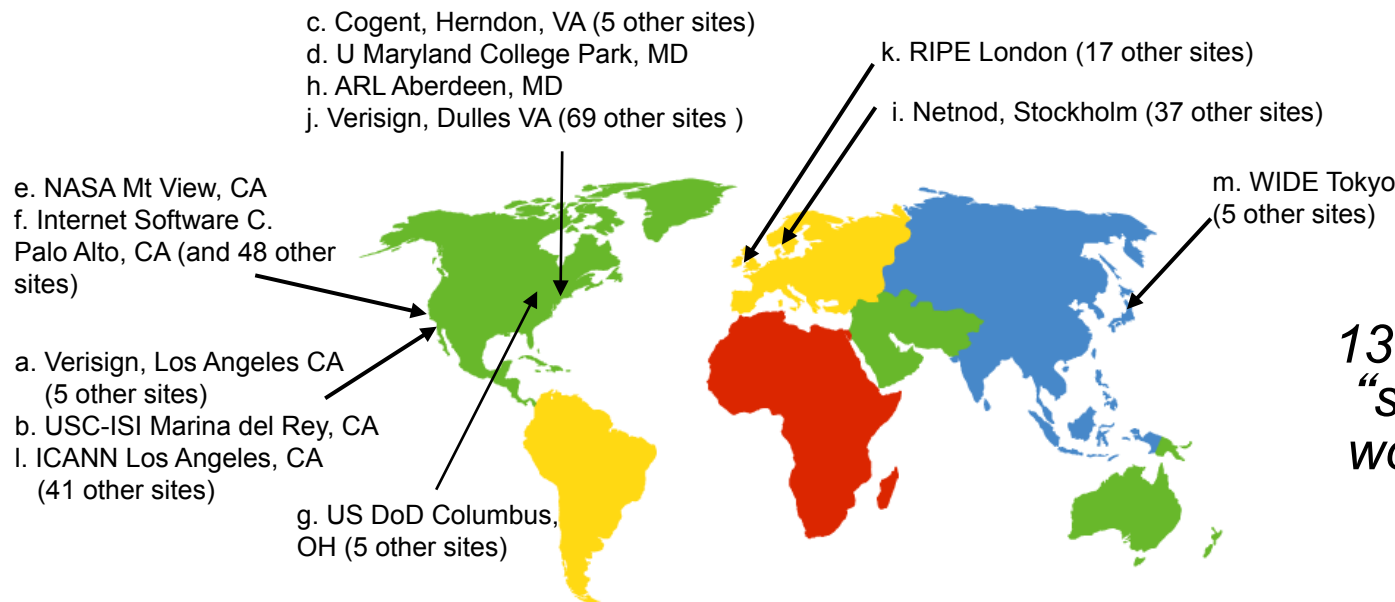 c. Cogent, Herndon, VA (5 other sites)
d. U Maryland College Park, MD
h. ARL Aberdeen, MD
j. Verisign, Dulles VA (69 other sites )
k. RIPE London (17 other sites)
i. Netnod, Stockholm (37 other sites)
m. WIDE Tokyo
(5 other sites)
e. NASA Mt View, CA
f. Internet Software C.
Palo Alto, CA (and 48 other
sites)
a. Verisign, Los Angeles CA
(5 other sites)
b. USC-ISI Marina del Rey, CA
l. ICANN Los Angeles, CA
(41 other sites)
g. US DoD Columbus,
OH (5 other sites)
13
“s
wo